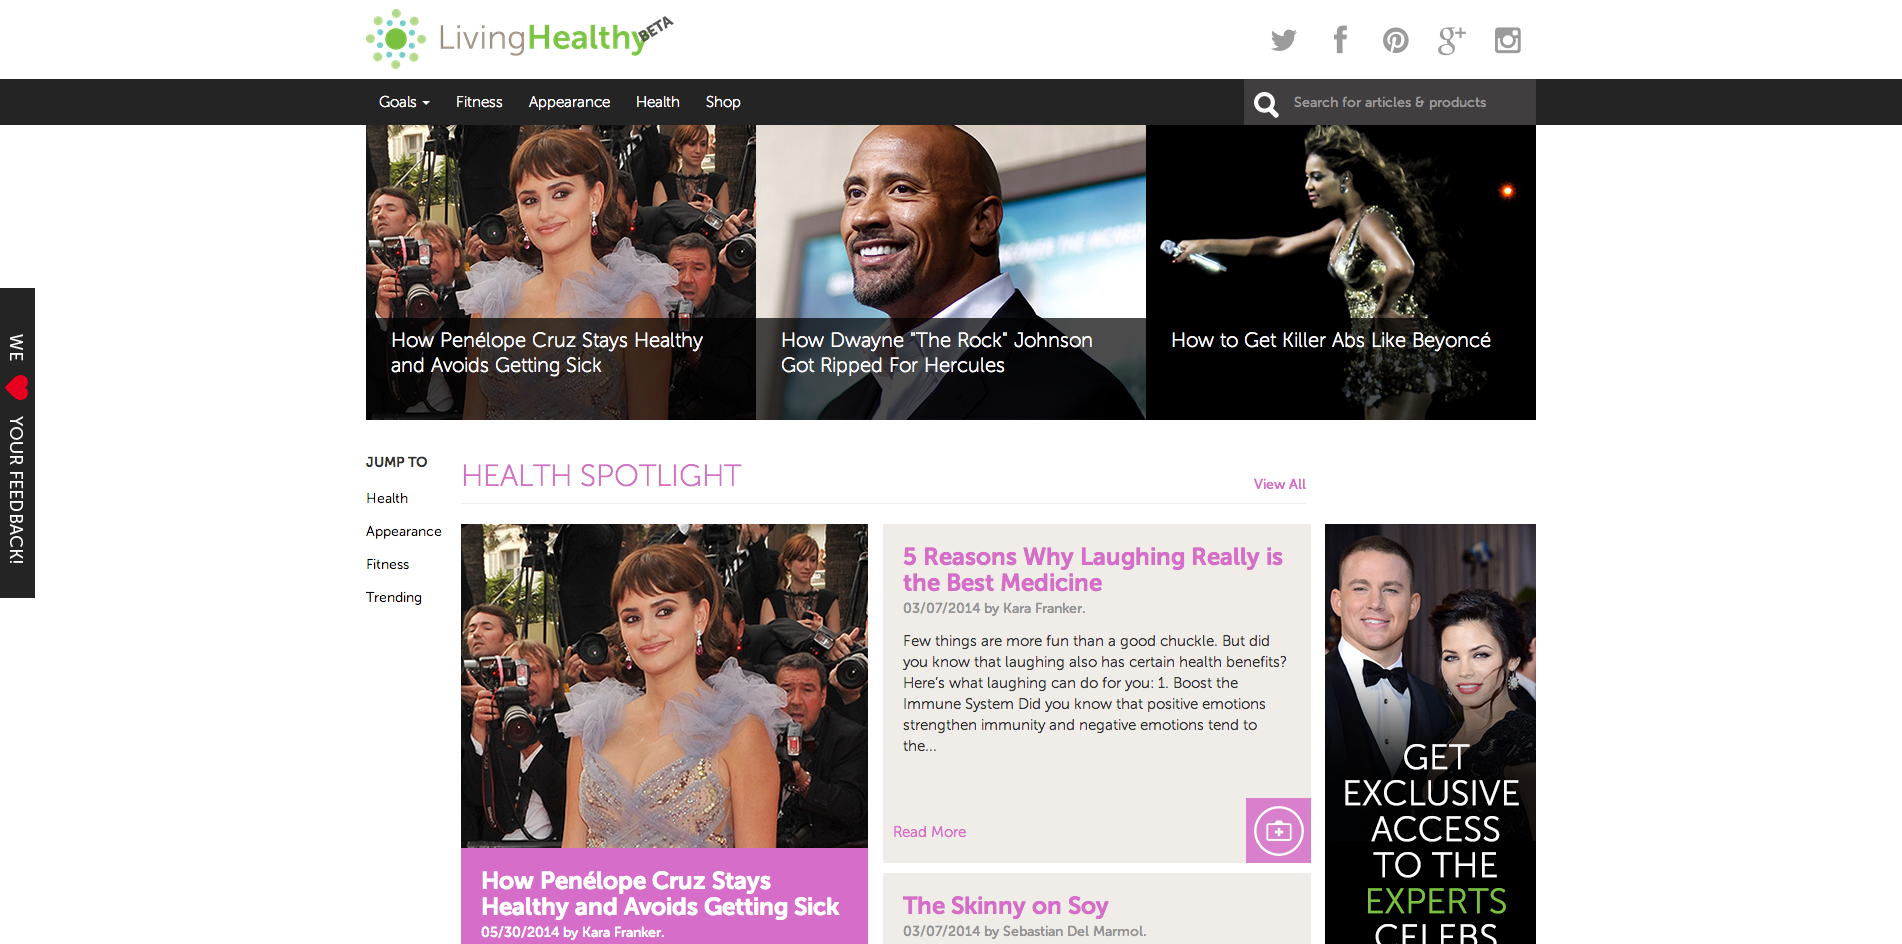 LivingHealthy BETA
Goals
Fitness
Appearance
Health
Shop
Search for articles & products
How Penélope Cruz Stays Healthy
and Avoids Getting Sick
How Dwayne "The Rock" Johnson
Got Ripped For Hercules
How to Get Killer Abs Like Beyoncé
WE YOUR FEEDBACK!
JUMP TO
Health
Appearance
Fitness
Trending
HEALTH SPOTLIGHT
View All
How Penélope Cruz Stays
Healthy and Avoids Getting Sick
05/30/2014 by Kara Franker.
5 Reasons Why Laughing Really is
the Best Medicine
03/07/2014 by Kara Franker.
Few things are more fun than a good chuckle. But did
you know that laughing also has certain health benefits?
Here's what laughing can do for you: 1. Boost the
Immune System Did you know that positive emotions
strengthen immunity and negative emotions tend to
the...
Read More
The Skinny on Soy
03/07/2014 by Sebastian Del Marmol.
GET
EXCLUSIVE
ACCESS
TO THE
EXPERTS
CELEBS